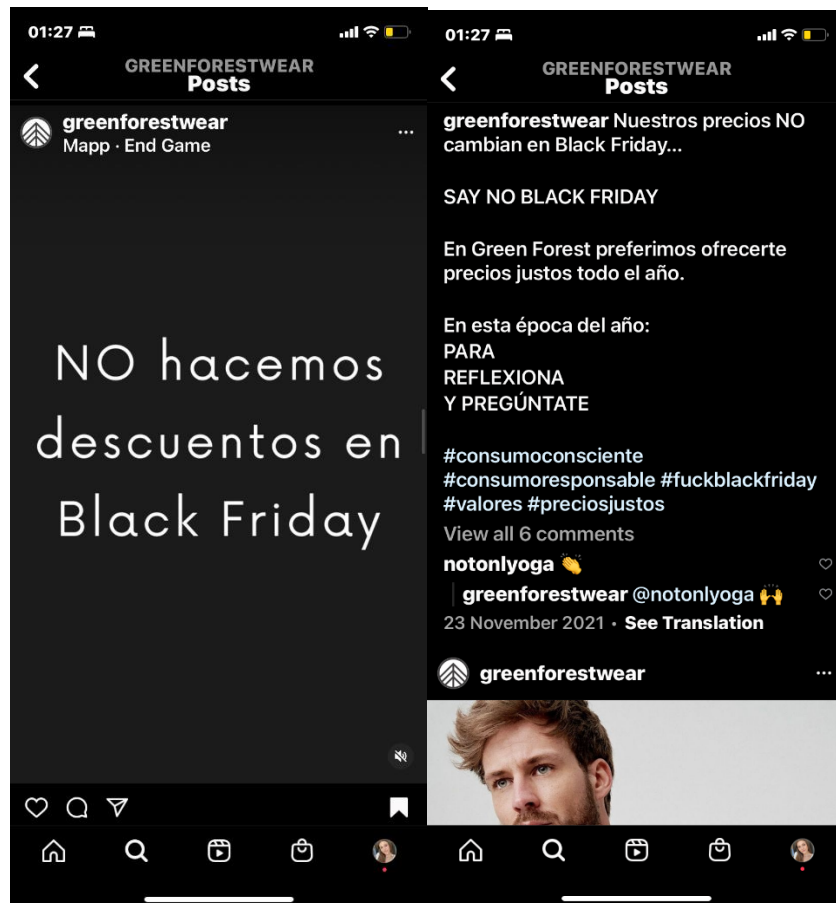 01:27
GREENFORESTWEAR
Posts
greenforestwear
Mapp · End Game
NO hacemos
descuentos en
Black Friday
01:27
GREENFORESTWEAR
Posts
greenforestwear Nuestros precios NO
cambian en Black Friday...
SAY NO BLACK FRIDAY
En Green Forest preferimos ofrecerte
precios justos todo el año.
En esta época del año:
PARA
REFLEXIONA
Y PREGÚNTATE
#consumoconsciente
#consumoresponsable #fuckblackfriday
#valores #preciosjustos
View all 6 comments
notonlyoga 👏
greenforestwear @notonlyoga 🙌
23 November 2021 · See Translation
greenforestwear